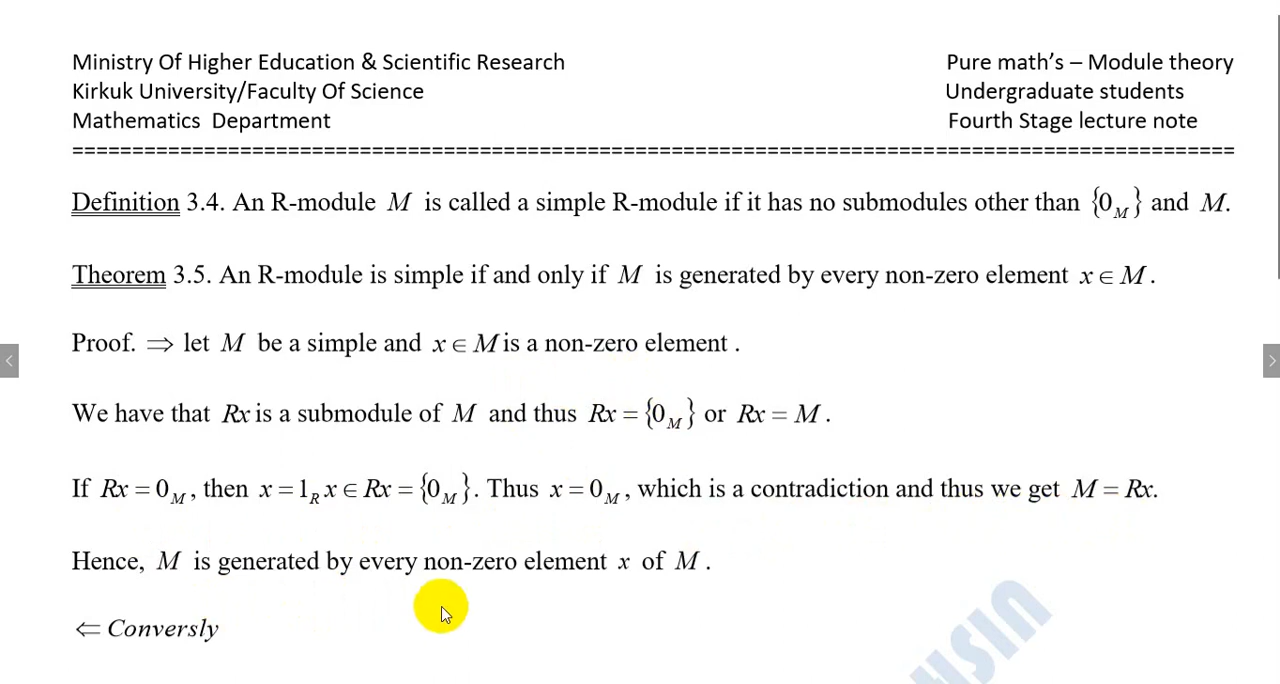 Ministry Of Higher Education & Scientific Research Pure math's – Module theory
Kirkuk University/Faculty Of Science Undergraduate students
Mathematics Department Fourth Stage lecture note
===============================================================================================
Definition 3.4. An R-module M is called a simple R-module if it has no submodules other than {0_M} and M.
Theorem 3.5. An R-module is simple if and only if M is generated by every non-zero element x ∈ M.
Proof. ⇒ let M be a simple and x ∈ M is a non-zero element .
We have that Rx is a submodule of M and thus Rx = {0_M} or Rx = M.
If Rx = 0_M, then x = 1_R x ∈ Rx = {0_M}. Thus x = 0_M, which is a contradiction and thus we get M = Rx.
Hence, M is generated by every non-zero element x of M.
⇐ Conversly